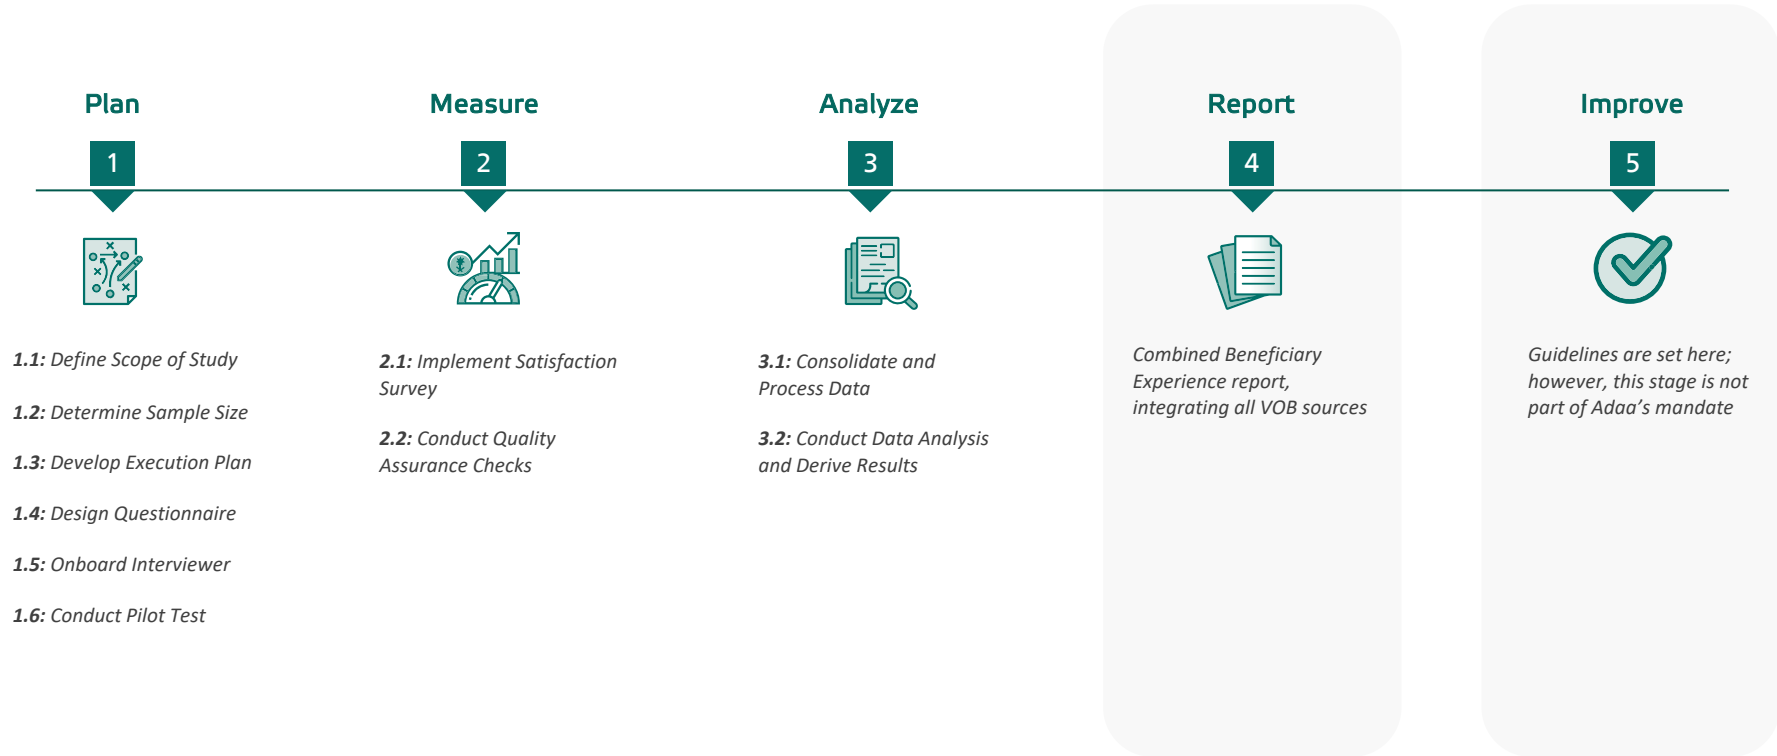 Plan
1
1.1: Define Scope of Study
1.2: Determine Sample Size
1.3: Develop Execution Plan
1.4: Design Questionnaire
1.5: Onboard Interviewer
1.6: Conduct Pilot Test
Measure
2
2.1: Implement Satisfaction
Survey
2.2: Conduct Quality
Assurance Checks
Analyze
3
3.1: Consolidate and
Process Data
3.2: Conduct Data Analysis
and Derive Results
Report
4
Combined Beneficiary
Experience report,
integrating all VOB sources
Improve
5
Guidelines are set here;
however, this stage is not
part of Adaa’s mandate